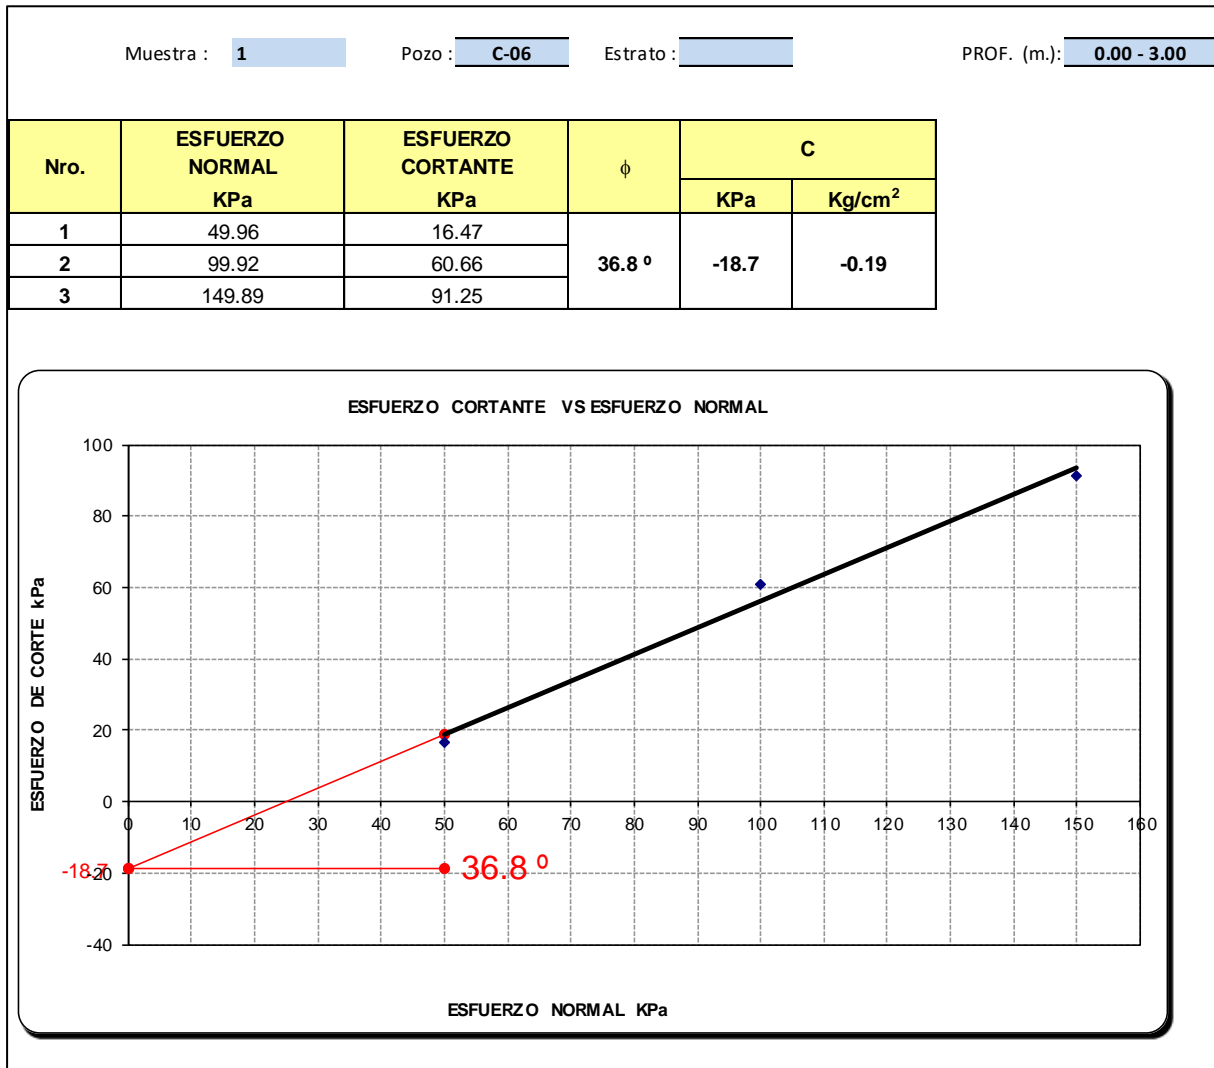 Muestra : 1 Pozo : C-06 Estrato : PROF. (m.): 0.00 - 3.00
Nro. ESFUERZO NORMAL KPa ESFUERZO CORTANTE KPa ϕ C
KPa Kg/cm²
1 49.96 16.47
2 99.92 60.66 36.8 º -18.7 -0.19
3 149.89 91.25
ESFUERZO CORTANTE VS ESFUERZO NORMAL
ESFUERZO DE CORTE kPa
100
80
60
40
20
0
0 10 20 30 40 50 60 70 80 90 100 110 120 130 140 150 160
-18.7 -20 36.8 º
-40
ESFUERZO NORMAL KPa